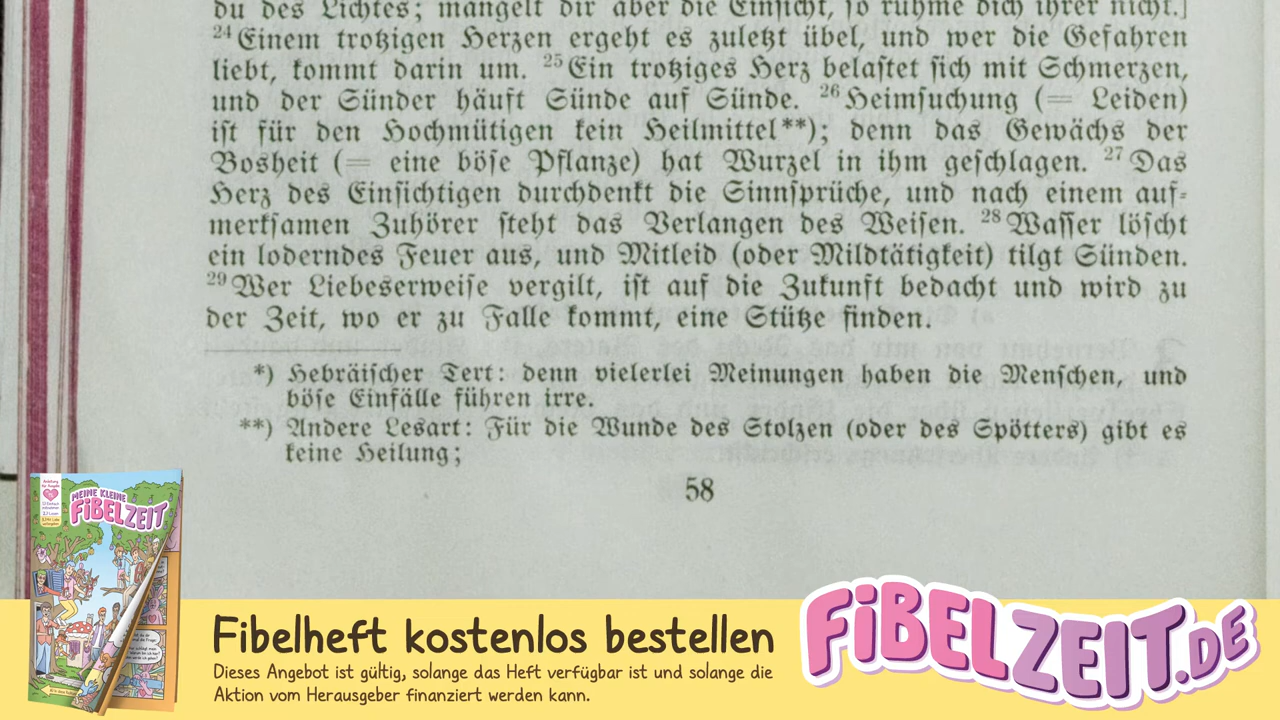 du des Lichtes; mangelt dir aber die Einsicht, so rühme dich ihrer nicht.]
²⁴Einem trotzigen Herzen ergeht es zuletzt übel, und wer die Gefahren
liebt, kommt darin um. ²⁵Ein trotziges Herz belastet sich mit Schmerzen,
und der Sünder häuft Sünde auf Sünde. ²⁶Heimsuchung (= Leiden)
ist für den Hochmütigen kein Heilmittel**); denn das Gewächs der
Bosheit (= eine böse Pflanze) hat Wurzel in ihm geschlagen. ²⁷Das
Herz des Einsichtigen durchdenkt die Sinnsprüche, und nach einem auf-
merksamen Zuhörer steht das Verlangen des Weisen. ²⁸Wasser löscht
ein loderndes Feuer aus, und Mitleid (oder Mildtätigkeit) tilgt Sünden.
²⁹Wer Liebeserweise vergilt, ist auf die Zukunft bedacht und wird zu
der Zeit, wo er zu Falle kommt, eine Stütze finden.
*) Hebräischer Text: denn vielerlei Meinungen haben die Menschen, und
böse Einfälle führen irre.
**) Andere Lesart: Für die Wunde des Stolzen (oder des Spötters) gibt es
keine Heilung;
58
MEINE KLEINE
FiBELZEiT
Fibelheft kostenlos bestellen
Dieses Angebot ist gültig, solange das Heft verfügbar ist und solange die
Aktion vom Herausgeber finanziert werden kann.
FiBELZEiT.DE